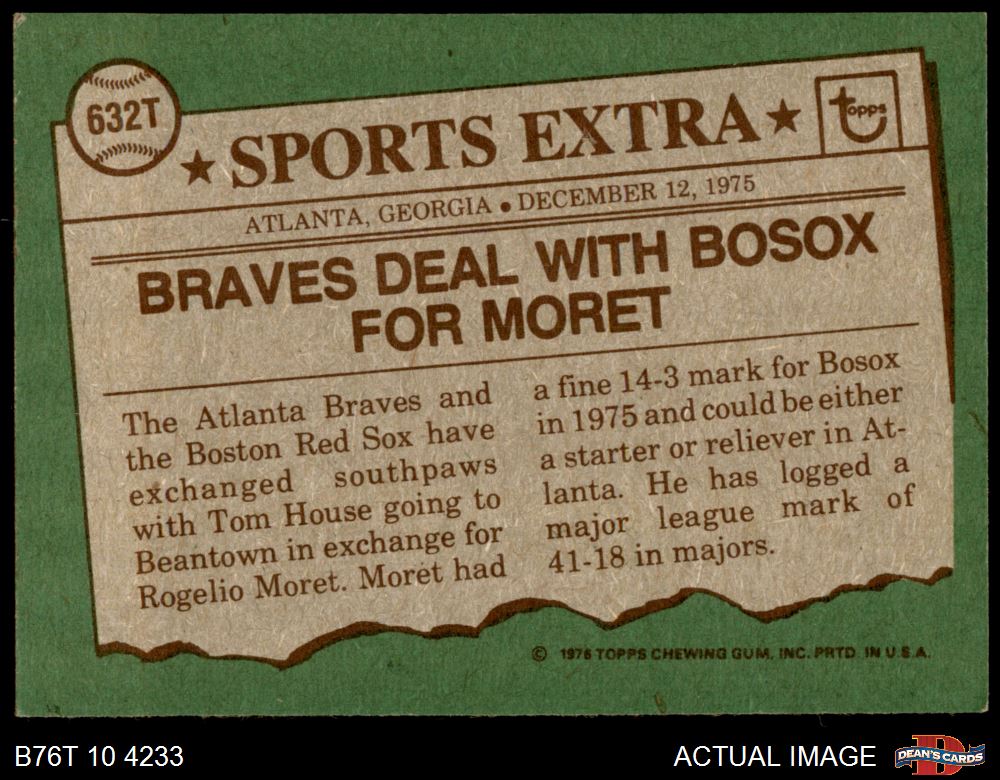 632T
★ SPORTS EXTRA ★
topps
ATLANTA, GEORGIA • DECEMBER 12, 1975
BRAVES DEAL WITH BOSOX
FOR MORET
The Atlanta Braves and
the Boston Red Sox have
exchanged southpaws
with Tom House going to
Beantown in exchange for
Rogelio Moret. Moret had
a fine 14-3 mark for Bosox
in 1975 and could be either
a starter or reliever in At-
lanta. He has logged a
major league mark of
41-18 in majors.
© 1976 TOPPS CHEWING GUM, INC. PRTD. IN U.S.A.
B76T 10 4233
ACTUAL IMAGE
DEAN'S CARDS